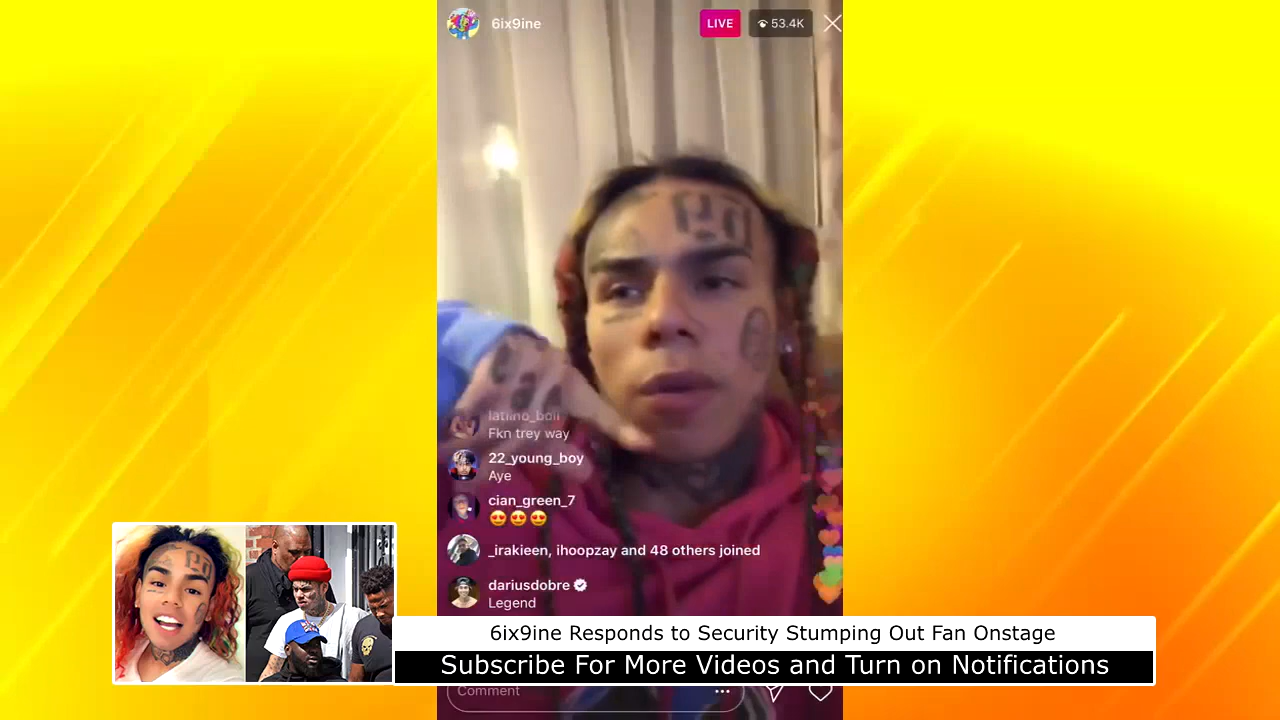 6ix9ine
LIVE
53.4K
latiino_boii
Fkn trey way
22_young_boy
Aye
cian_green_7
_irakieen, ihoopzay and 48 others joined
dariusdobre
Legend
6ix9ine Responds to Security Stumping Out Fan Onstage
Subscribe For More Videos and Turn on Notifications
Comment